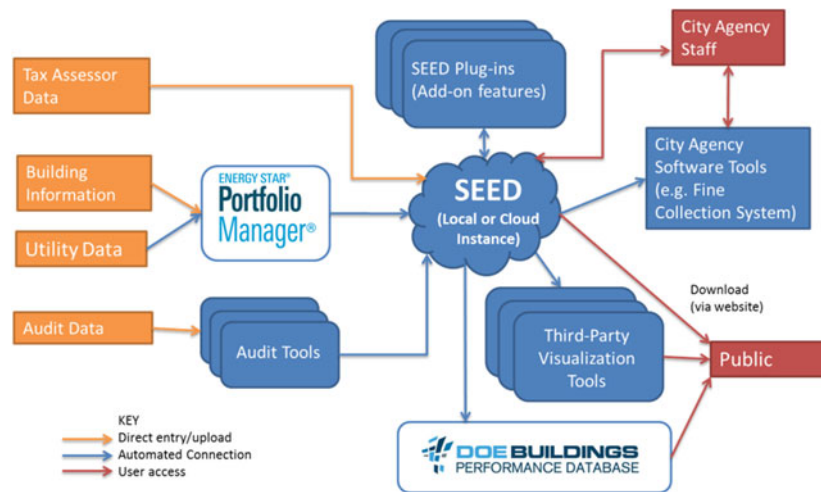 Tax Assessor
Data
Building
Information
Utility Data
Audit Data
ENERGY STAR®
Portfolio
Manager®
Audit Tools
SEED Plug-ins
(Add-on features)
SEED
(Local or Cloud
Instance)
City Agency
Staff
City Agency
Software Tools
(e.g. Fine
Collection System)
Download
(via website)
Third-Party
Visualization
Tools
Public
DOE BUILDINGS
PERFORMANCE DATABASE
KEY
Direct entry/upload
Automated Connection
User access